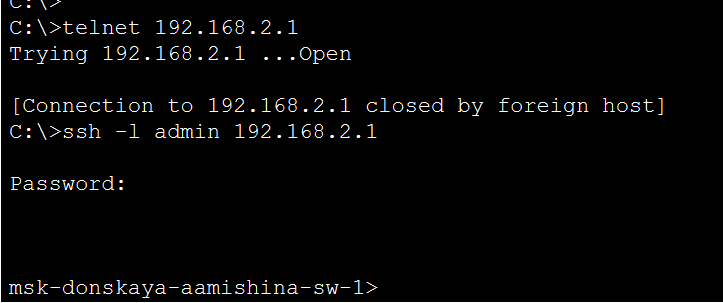 C:\>
C:\>telnet 192.168.2.1
Trying 192.168.2.1 ...Open
[Connection to 192.168.2.1 closed by foreign host]
C:\>ssh -l admin 192.168.2.1
Password:
msk-donskaya-aamishina-sw-1>